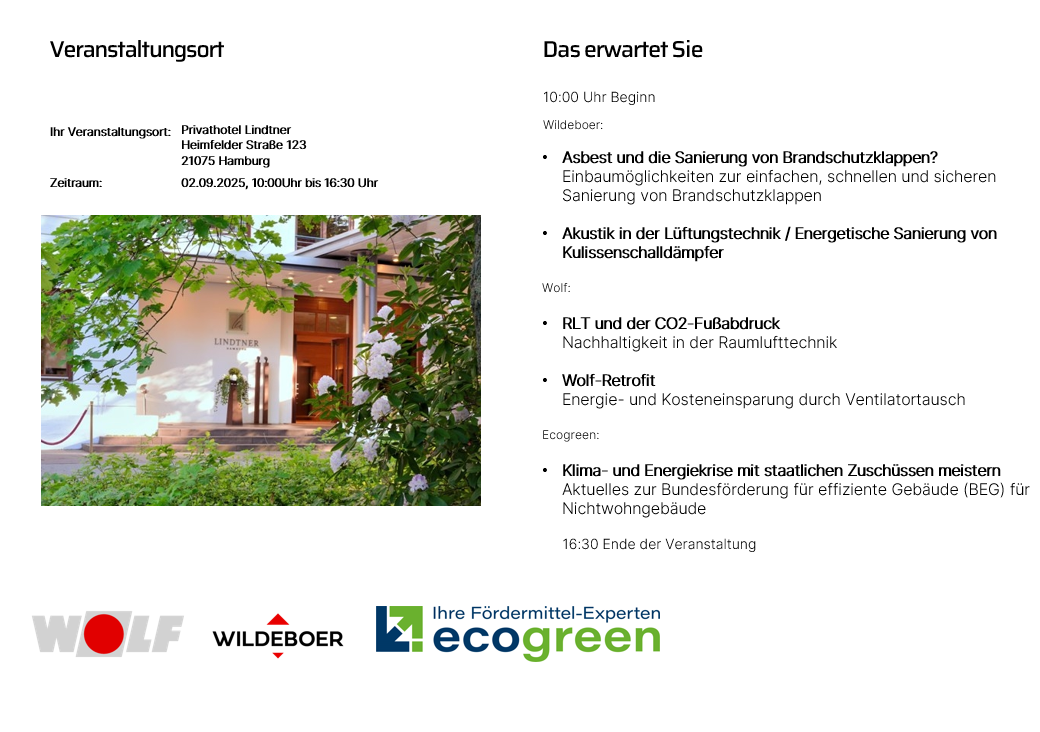 Veranstaltungsort
Ihr Veranstaltungsort: Privathotel Lindtner
Heimfelder Straße 123
21075 Hamburg
Zeitraum: 02.09.2025, 10:00Uhr bis 16:30 Uhr
LINDTNER
Das erwartet Sie
10:00 Uhr Beginn
Wildeboer:
• Asbest und die Sanierung von Brandschutzklappen?
Einbaumöglichkeiten zur einfachen, schnellen und sicheren
Sanierung von Brandschutzklappen
• Akustik in der Lüftungstechnik / Energetische Sanierung von
Kulissenschalldämpfer
Wolf:
• RLT und der CO2-Fußabdruck
Nachhaltigkeit in der Raumlufttechnik
• Wolf-Retrofit
Energie- und Kosteneinsparung durch Ventilatortausch
Ecogreen:
• Klima- und Energiekrise mit staatlichen Zuschüssen meistern
Aktuelles zur Bundesförderung für effiziente Gebäude (BEG) für
Nichtwohngebäude
16:30 Ende der Veranstaltung
WOLF
WILDEBOER
Ihre Fördermittel-Experten
ecogreen